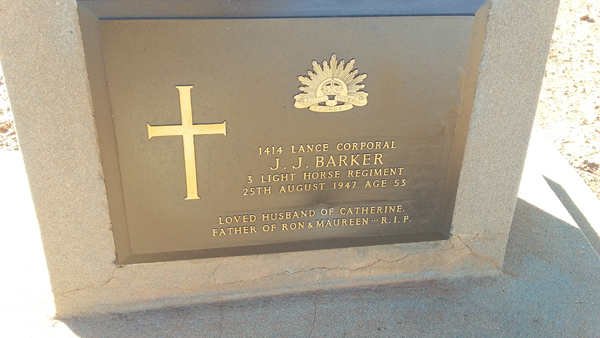 1414 LANCE CORPORAL
J. J. BARKER
3 LIGHT HORSE REGIMENT
25TH AUGUST 1947 AGE 53
LOVED HUSBAND OF CATHERINE.
FATHER OF RON & MAUREEN ··· R.I.P.